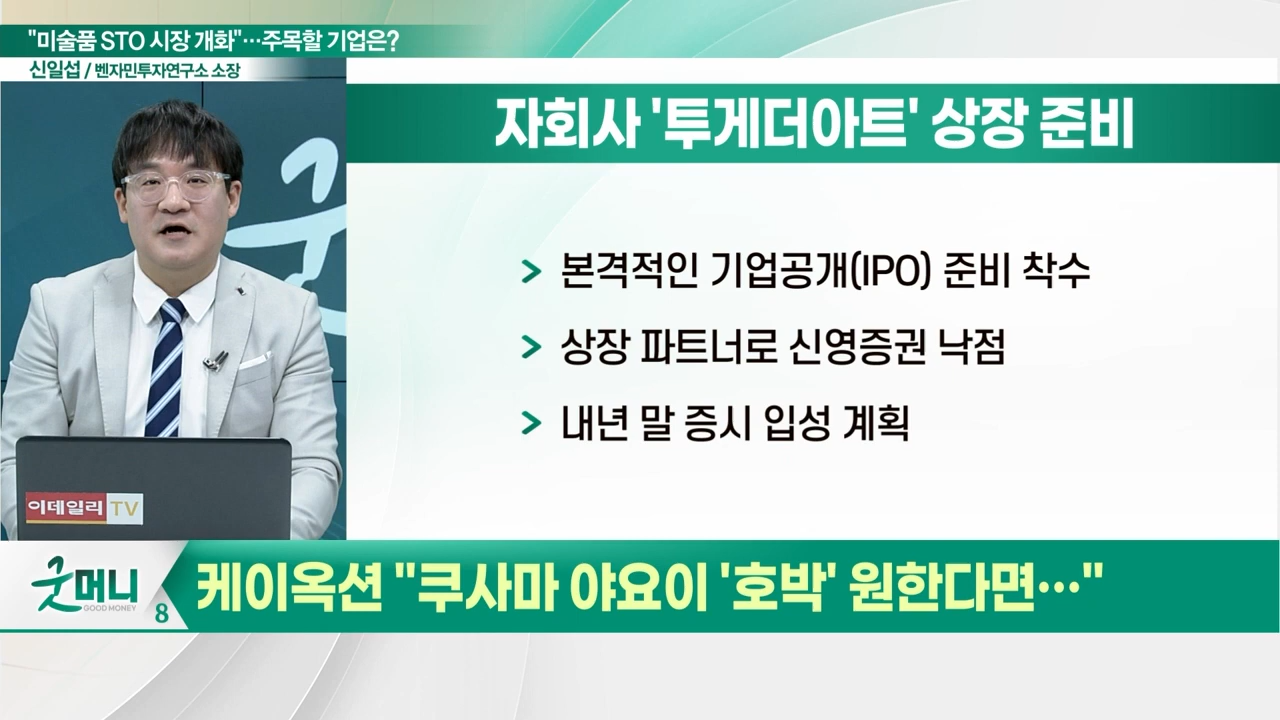 "미술품 STO 시장 개화"…주목할 기업은?
신일섭 / 벤자민투자연구소 소장
자회사 '투게더아트' 상장 준비
> 본격적인 기업공개(IPO) 준비 착수
> 상장 파트너로 신영증권 낙점
> 내년 말 증시 입성 계획
이데일리 TV
굿머니
GOOD MONEY
8
케이옥션 "쿠사마 야요이 '호박' 원한다면…"